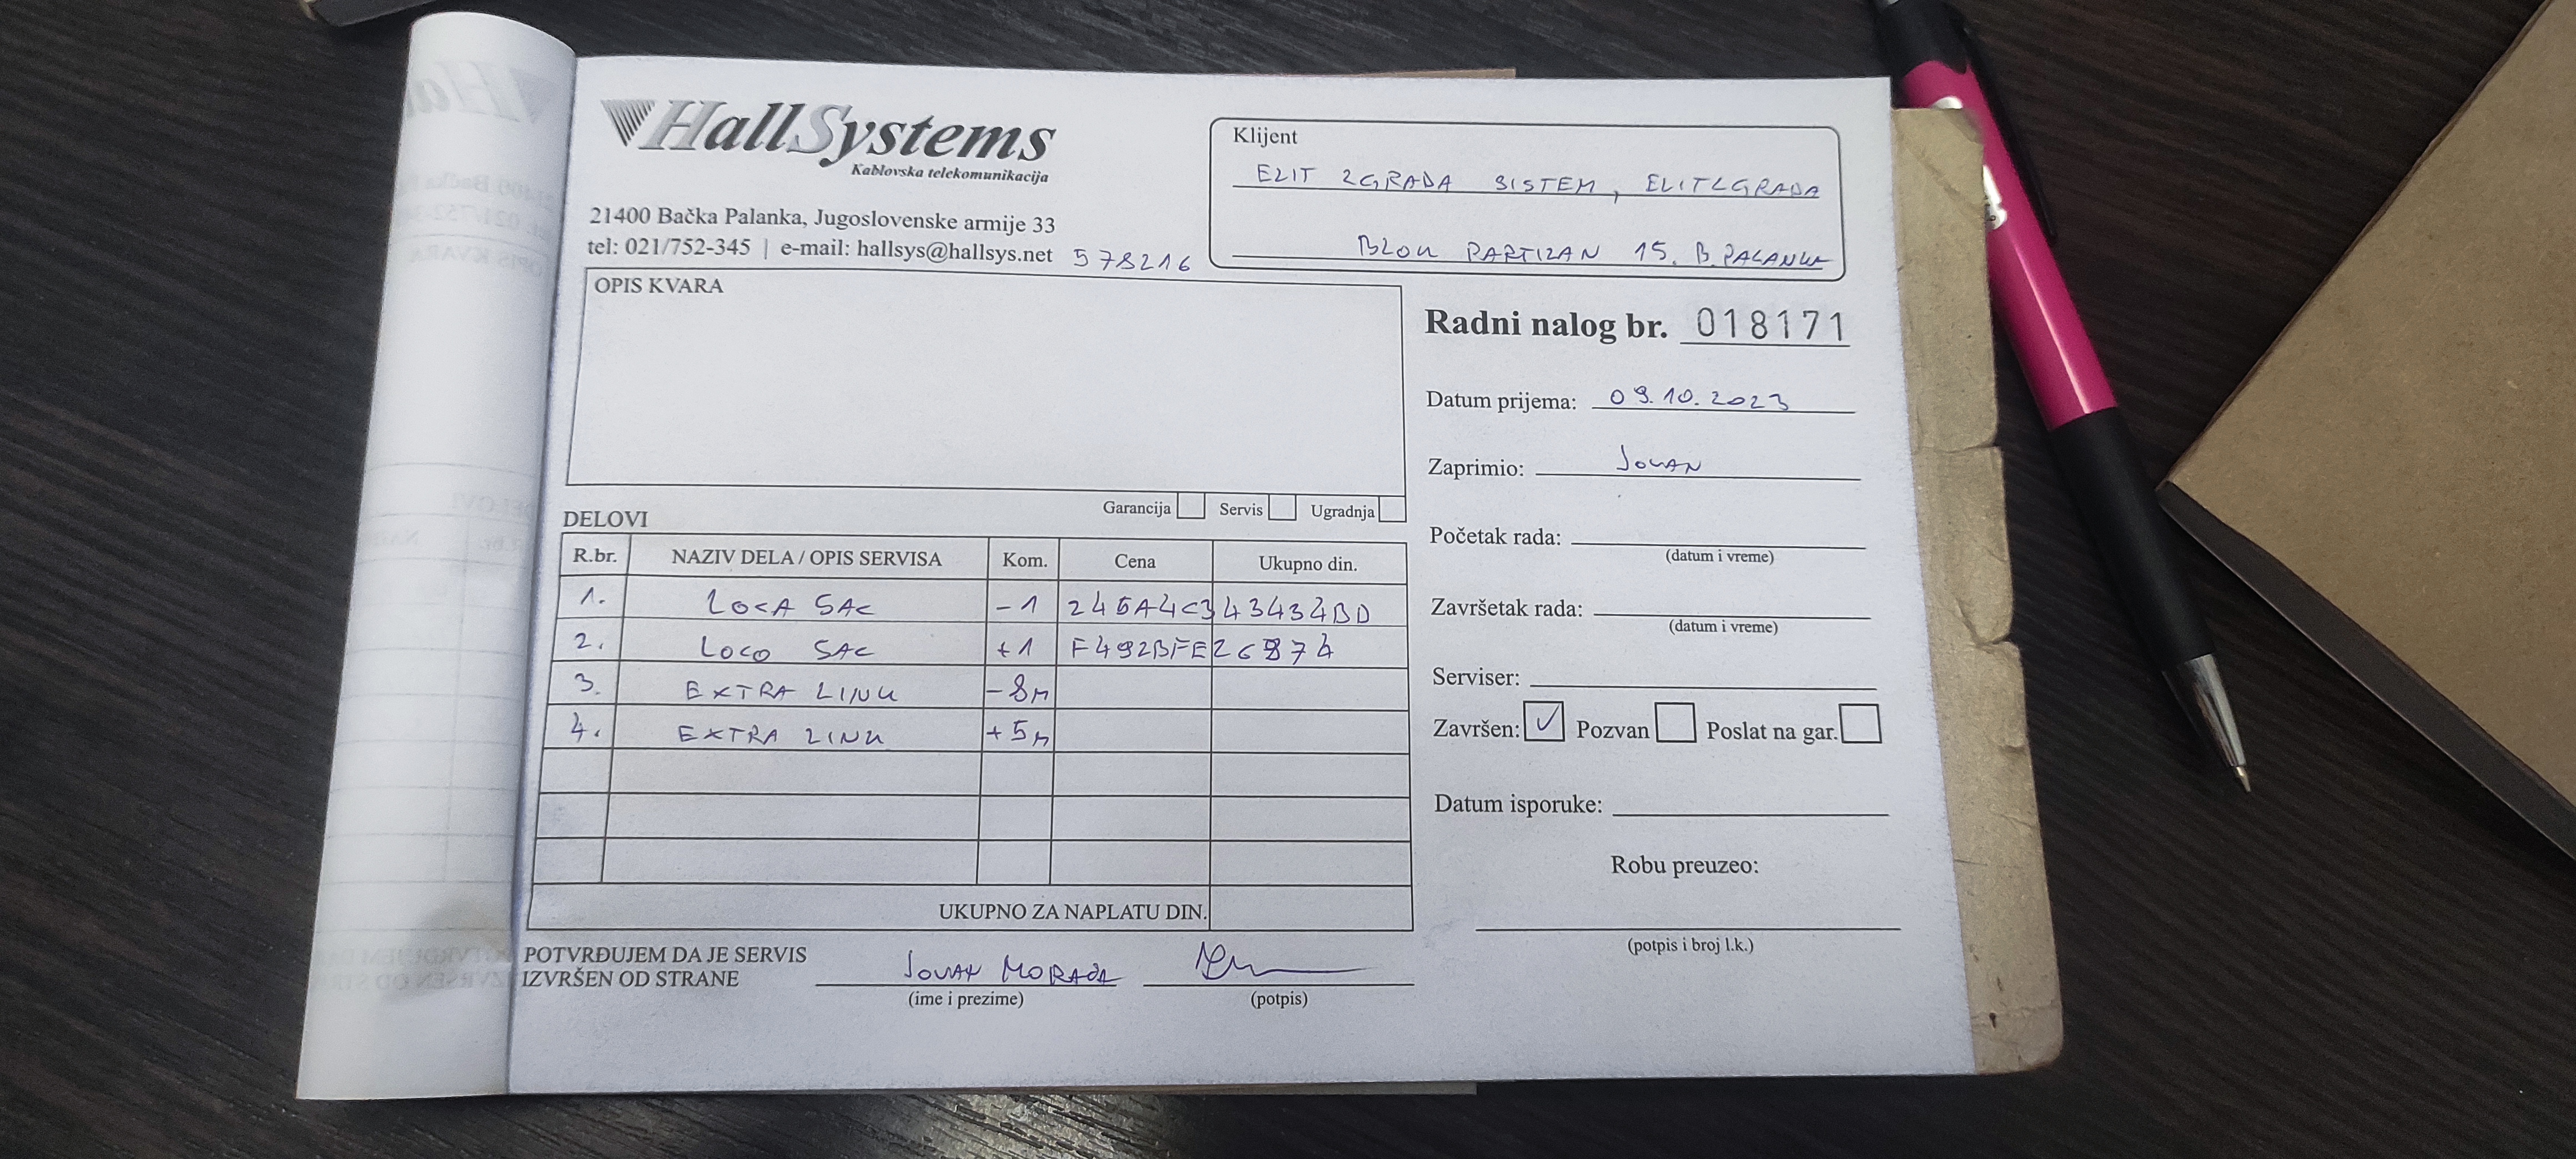 HallSystems
Kablovska telekomunikacija
21400 Bačka Palanka, Jugoslovenske armije 33
tel: 021/752-345 | e-mail: hallsys@hallsys.net 578216
Klijent
ELIT ZGRADA SISTEM, ELITZGRADA
BLOK PARTIZAN 15. B. PALANKA
OPIS KVARA
Garancija Servis Ugradnja
Radni nalog br. 018171
Datum prijema: 09.10.2023
Zaprimio: JOVAN
Početak rada:
(datum i vreme)
Završetak rada:
(datum i vreme)
Serviser:
Završen: ✓ Pozvan Poslat na gar.
Datum isporuke:
Robu preuzeo:
(potpis i broj l.k.)
DELOVI
R.br. NAZIV DELA / OPIS SERVISA Kom. Cena Ukupno din.
1. LOCA SAC -1 245A4C343434BD
2. LOCO SAC +1 F492BFE26874
3. EXTRA LINK -8m
4. EXTRA LINK +5m
UKUPNO ZA NAPLATU DIN.
POTVRĐUJEM DA JE SERVIS
IZVRŠEN OD STRANE JOVAN
(ime i prezime) (potpis)